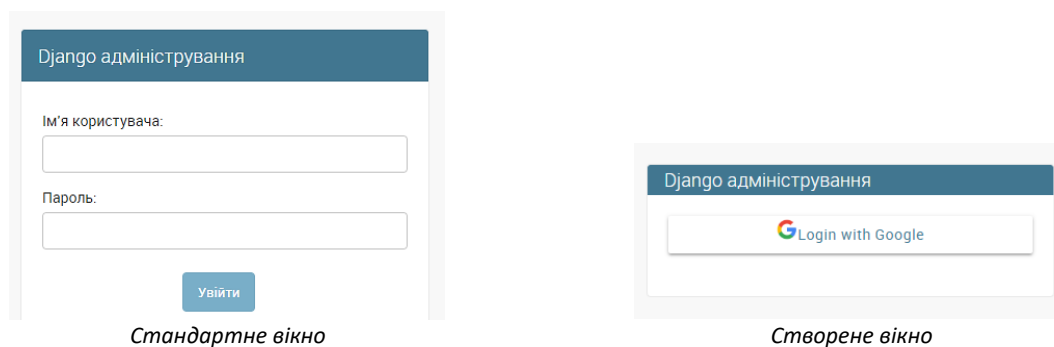 Django адміністрування
Ім'я користувача:
Пароль:
Увійти
Стандартне вікно
Django адміністрування
Login with Google
Створене вікно